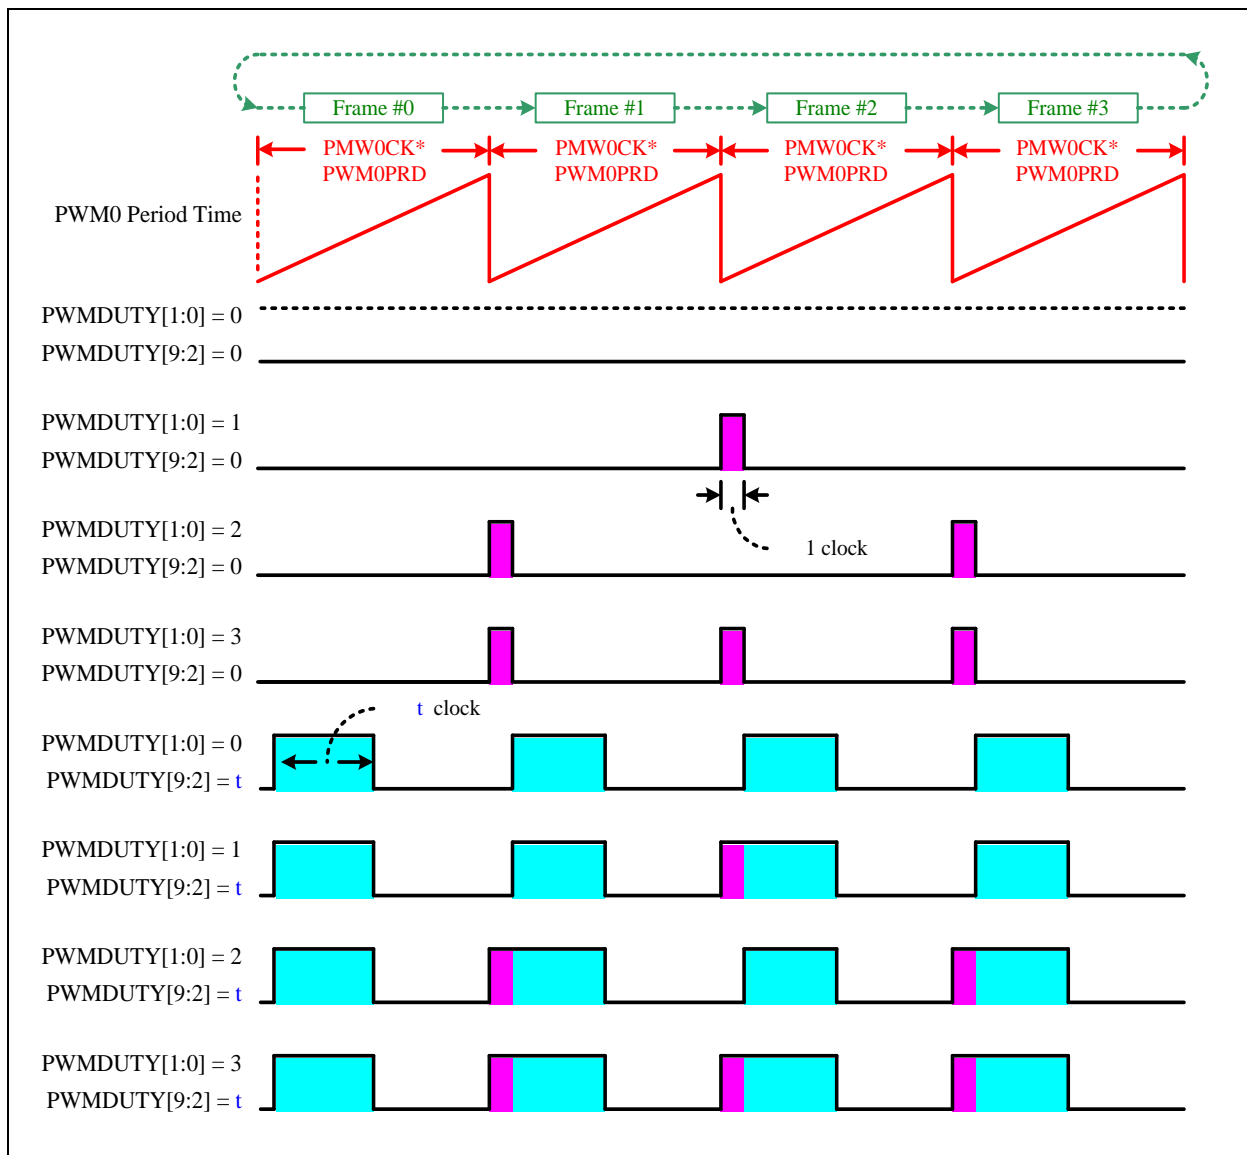 Frame #0 Frame #1 Frame #2 Frame #3
PMW0CK* PMW0CK* PMW0CK* PMW0CK*
PWM0PRD PWM0PRD PWM0PRD PWM0PRD
PWM0 Period Time
PWMDUTY[1:0] = 0
PWMDUTY[9:2] = 0
PWMDUTY[1:0] = 1
PWMDUTY[9:2] = 0
PWMDUTY[1:0] = 2
1 clock
PWMDUTY[9:2] = 0
PWMDUTY[1:0] = 3
PWMDUTY[9:2] = 0
t clock
PWMDUTY[1:0] = 0
PWMDUTY[9:2] = t
PWMDUTY[1:0] = 1
PWMDUTY[9:2] = t
PWMDUTY[1:0] = 2
PWMDUTY[9:2] = t
PWMDUTY[1:0] = 3
PWMDUTY[9:2] = t